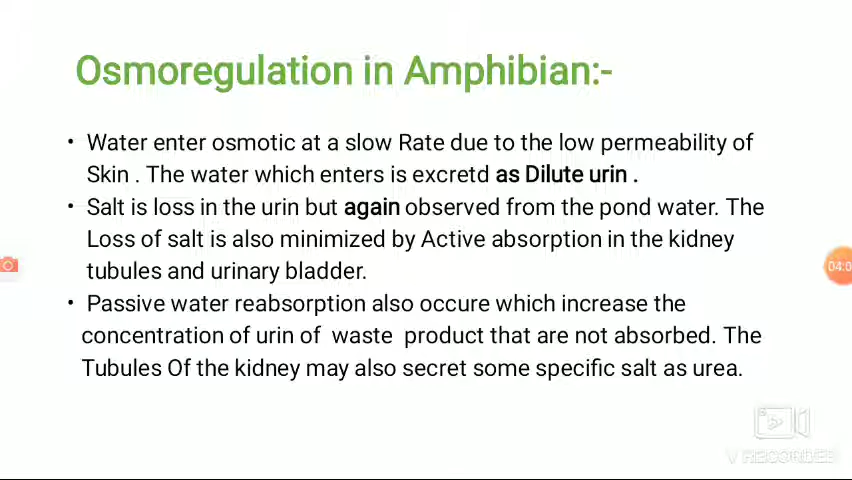 Osmoregulation in Amphibian:-
• Water enter osmotic at a slow Rate due to the low permeability of
Skin . The water which enters is excretd as Dilute urin .
• Salt is loss in the urin but again observed from the pond water. The
Loss of salt is also minimized by Active absorption in the kidney
tubules and urinary bladder.
• Passive water reabsorption also occure which increase the
concentration of urin of waste product that are not absorbed. The
Tubules Of the kidney may also secret some specific salt as urea.
04:0
V RECORDER